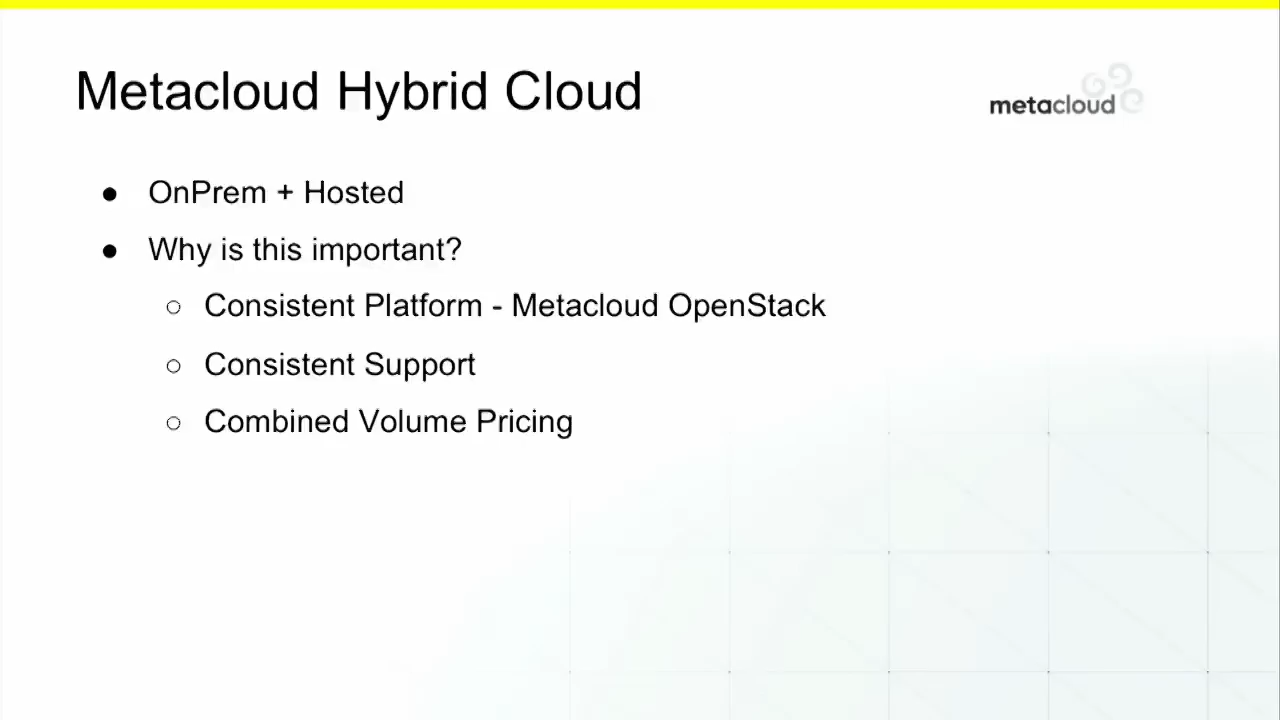 Metacloud Hybrid Cloud
metacloud
● OnPrem + Hosted
● Why is this important?
○ Consistent Platform - Metacloud OpenStack
○ Consistent Support
○ Combined Volume Pricing